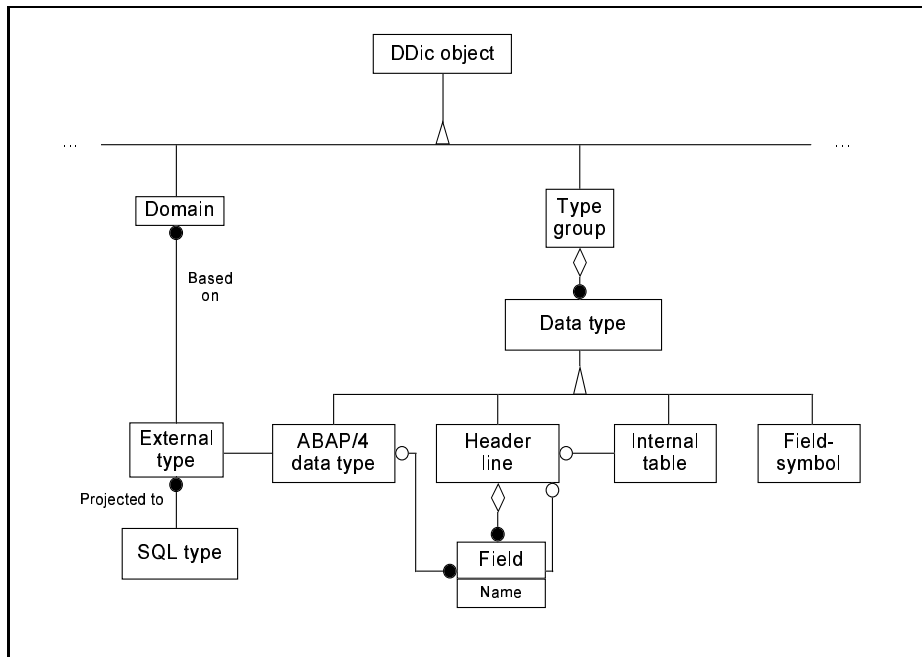 DDic object
...
...
Domain
Type
group
Based
on
Data type
External
type
ABAP/4
data type
Header
line
Internal
table
Field-
symbol
Projected to
SQL type
Field
Name